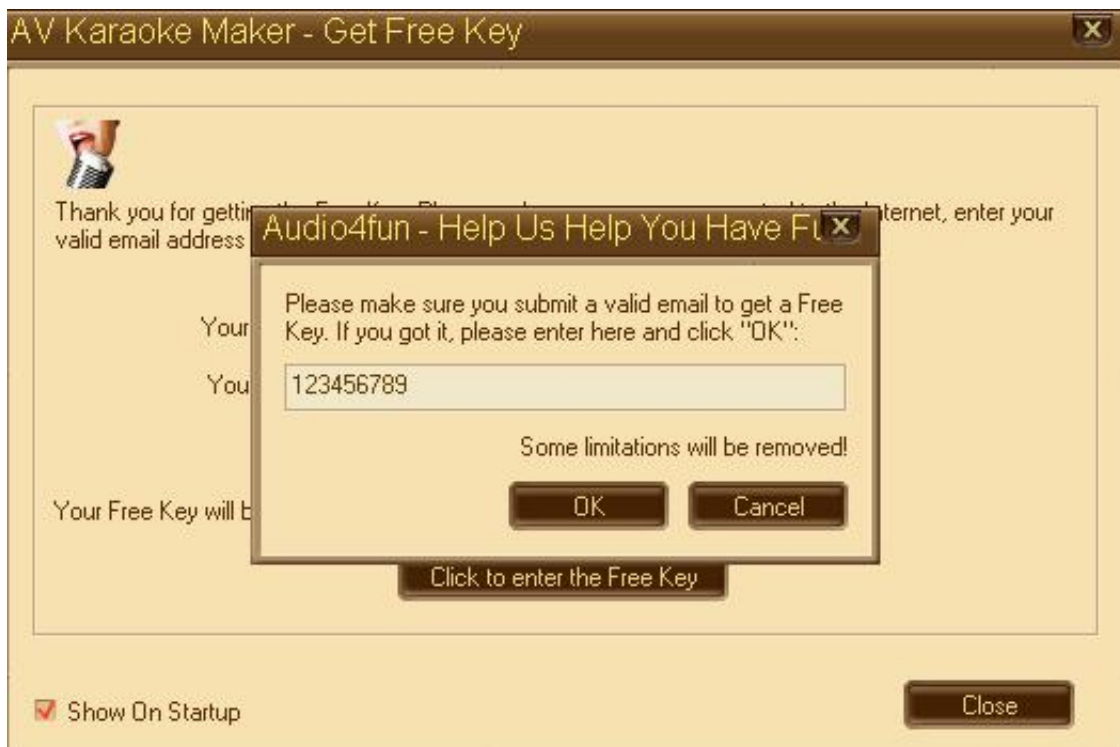 AV Karaoke Maker - Get Free Key
Thank you for getting the Internet, enter your
valid email address
Audio4fun - Help Us Help You Have Fu
Please make sure you submit a valid email to get a Free
Key. If you got it, please enter here and click "OK":
Your
You
123456789
Some limitations will be removed!
OK Cancel
Your Free Key will b
Click to enter the Free Key
Show On Startup
Close